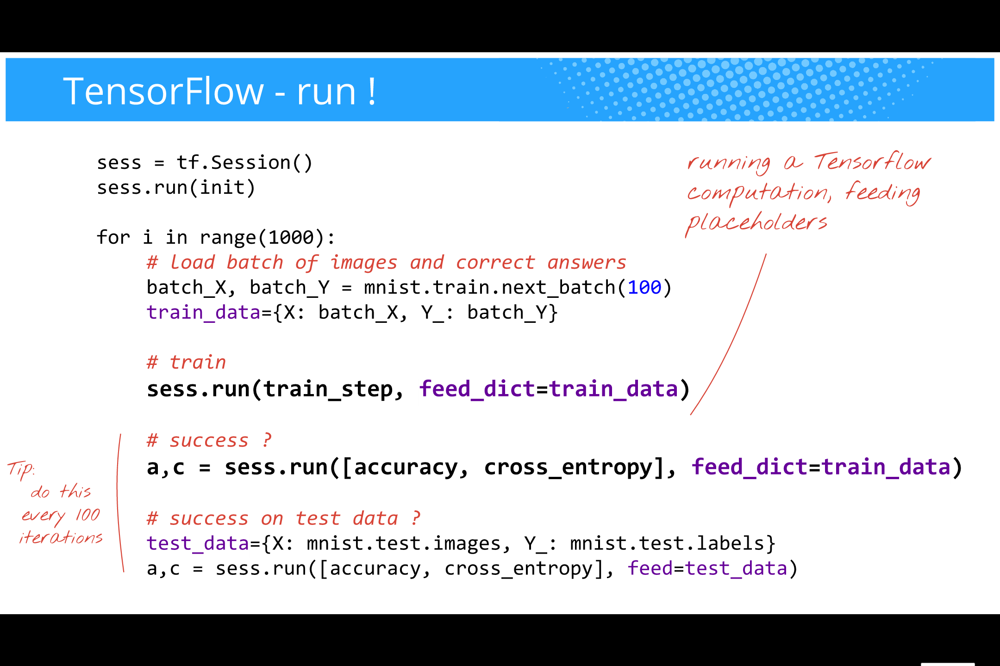 TensorFlow - run !
sess = tf.Session()
sess.run(init)
running a Tensorflow
computation, feeding
placeholders
for i in range(1000):
# load batch of images and correct answers
batch_X, batch_Y = mnist.train.next_batch(100)
train_data={X: batch_X, Y_: batch_Y}
# train
sess.run(train_step, feed_dict=train_data)
# success ?
a,c = sess.run([accuracy, cross_entropy], feed_dict=train_data)
# success on test data ?
test_data={X: mnist.test.images, Y_: mnist.test.labels}
a,c = sess.run([accuracy, cross_entropy], feed=test_data)
Tip:
do this
every 100
iterations